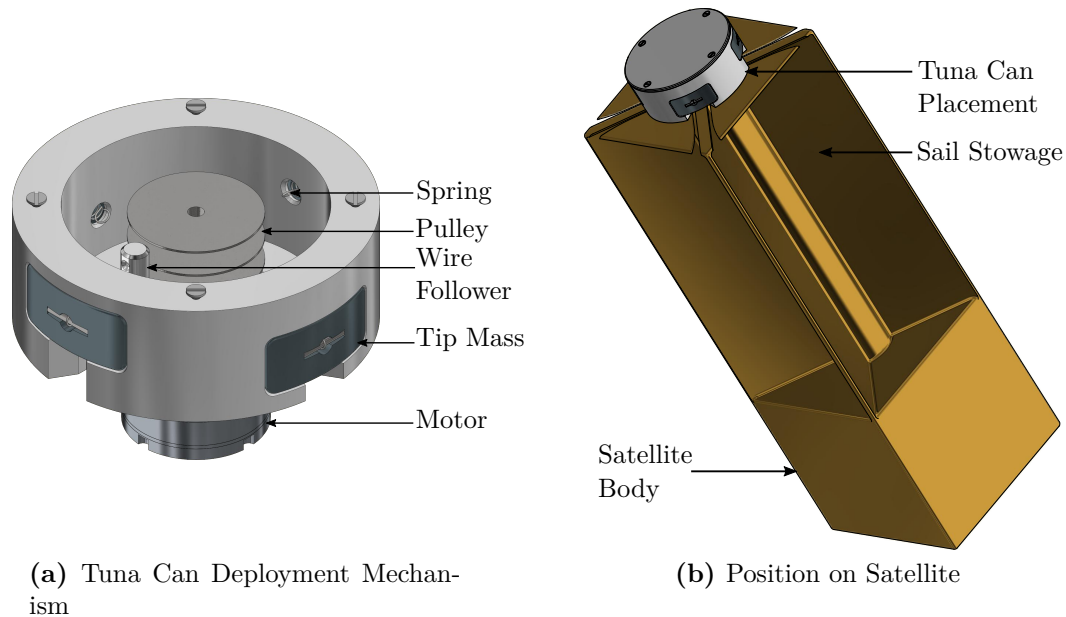 Spring
Pulley
Wire
Follower
Tip Mass
Motor
(a) Tuna Can Deployment Mechan-
ism
Tuna Can
Placement
Sail Stowage
Satellite
Body
(b) Position on Satellite